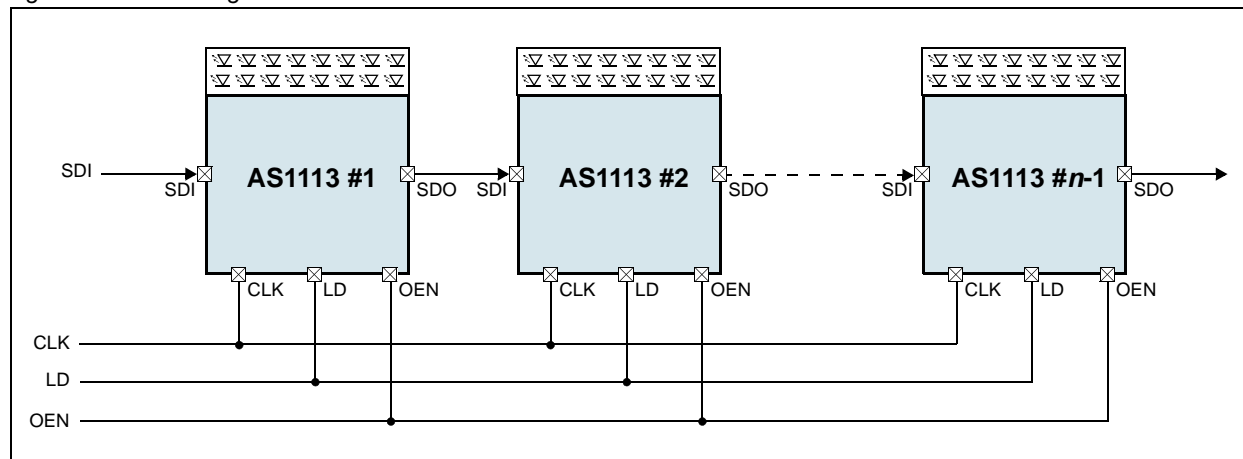 SDI
SDI
AS1113 #1
SDO
SDI
AS1113 #2
SDO
SDI
AS1113 #n-1
SDO
CLK
LD
OEN
CLK
LD
OEN
CLK
LD
OEN
CLK
LD
OEN